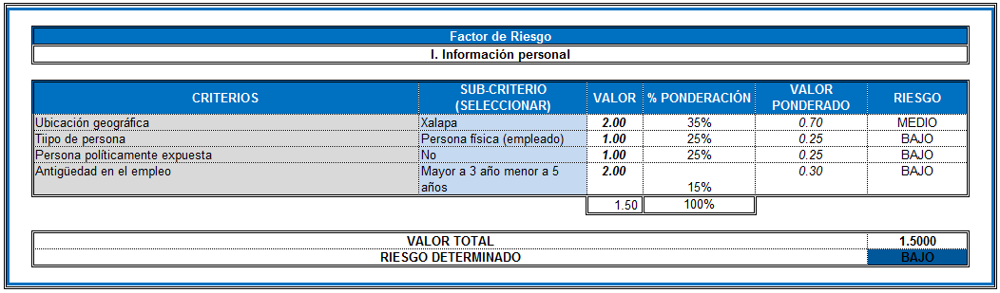 Factor de Riesgo
I. Información personal
CRITERIOS SUB-CRITERIO (SELECCIONAR) VALOR % PONDERACIÓN VALOR PONDERADO RIESGO
Ubicación geográfica Xalapa 2.00 35% 0.70 MEDIO
Tiipo de persona Persona física (empleado) 1.00 25% 0.25 BAJO
Persona políticamente expuesta No 1.00 25% 0.25 BAJO
Antigüedad en el empleo Mayor a 3 año menor a 5 años 2.00 15% 0.30 BAJO
1.50 100%
VALOR TOTAL 1.5000
RIESGO DETERMINADO BAJO